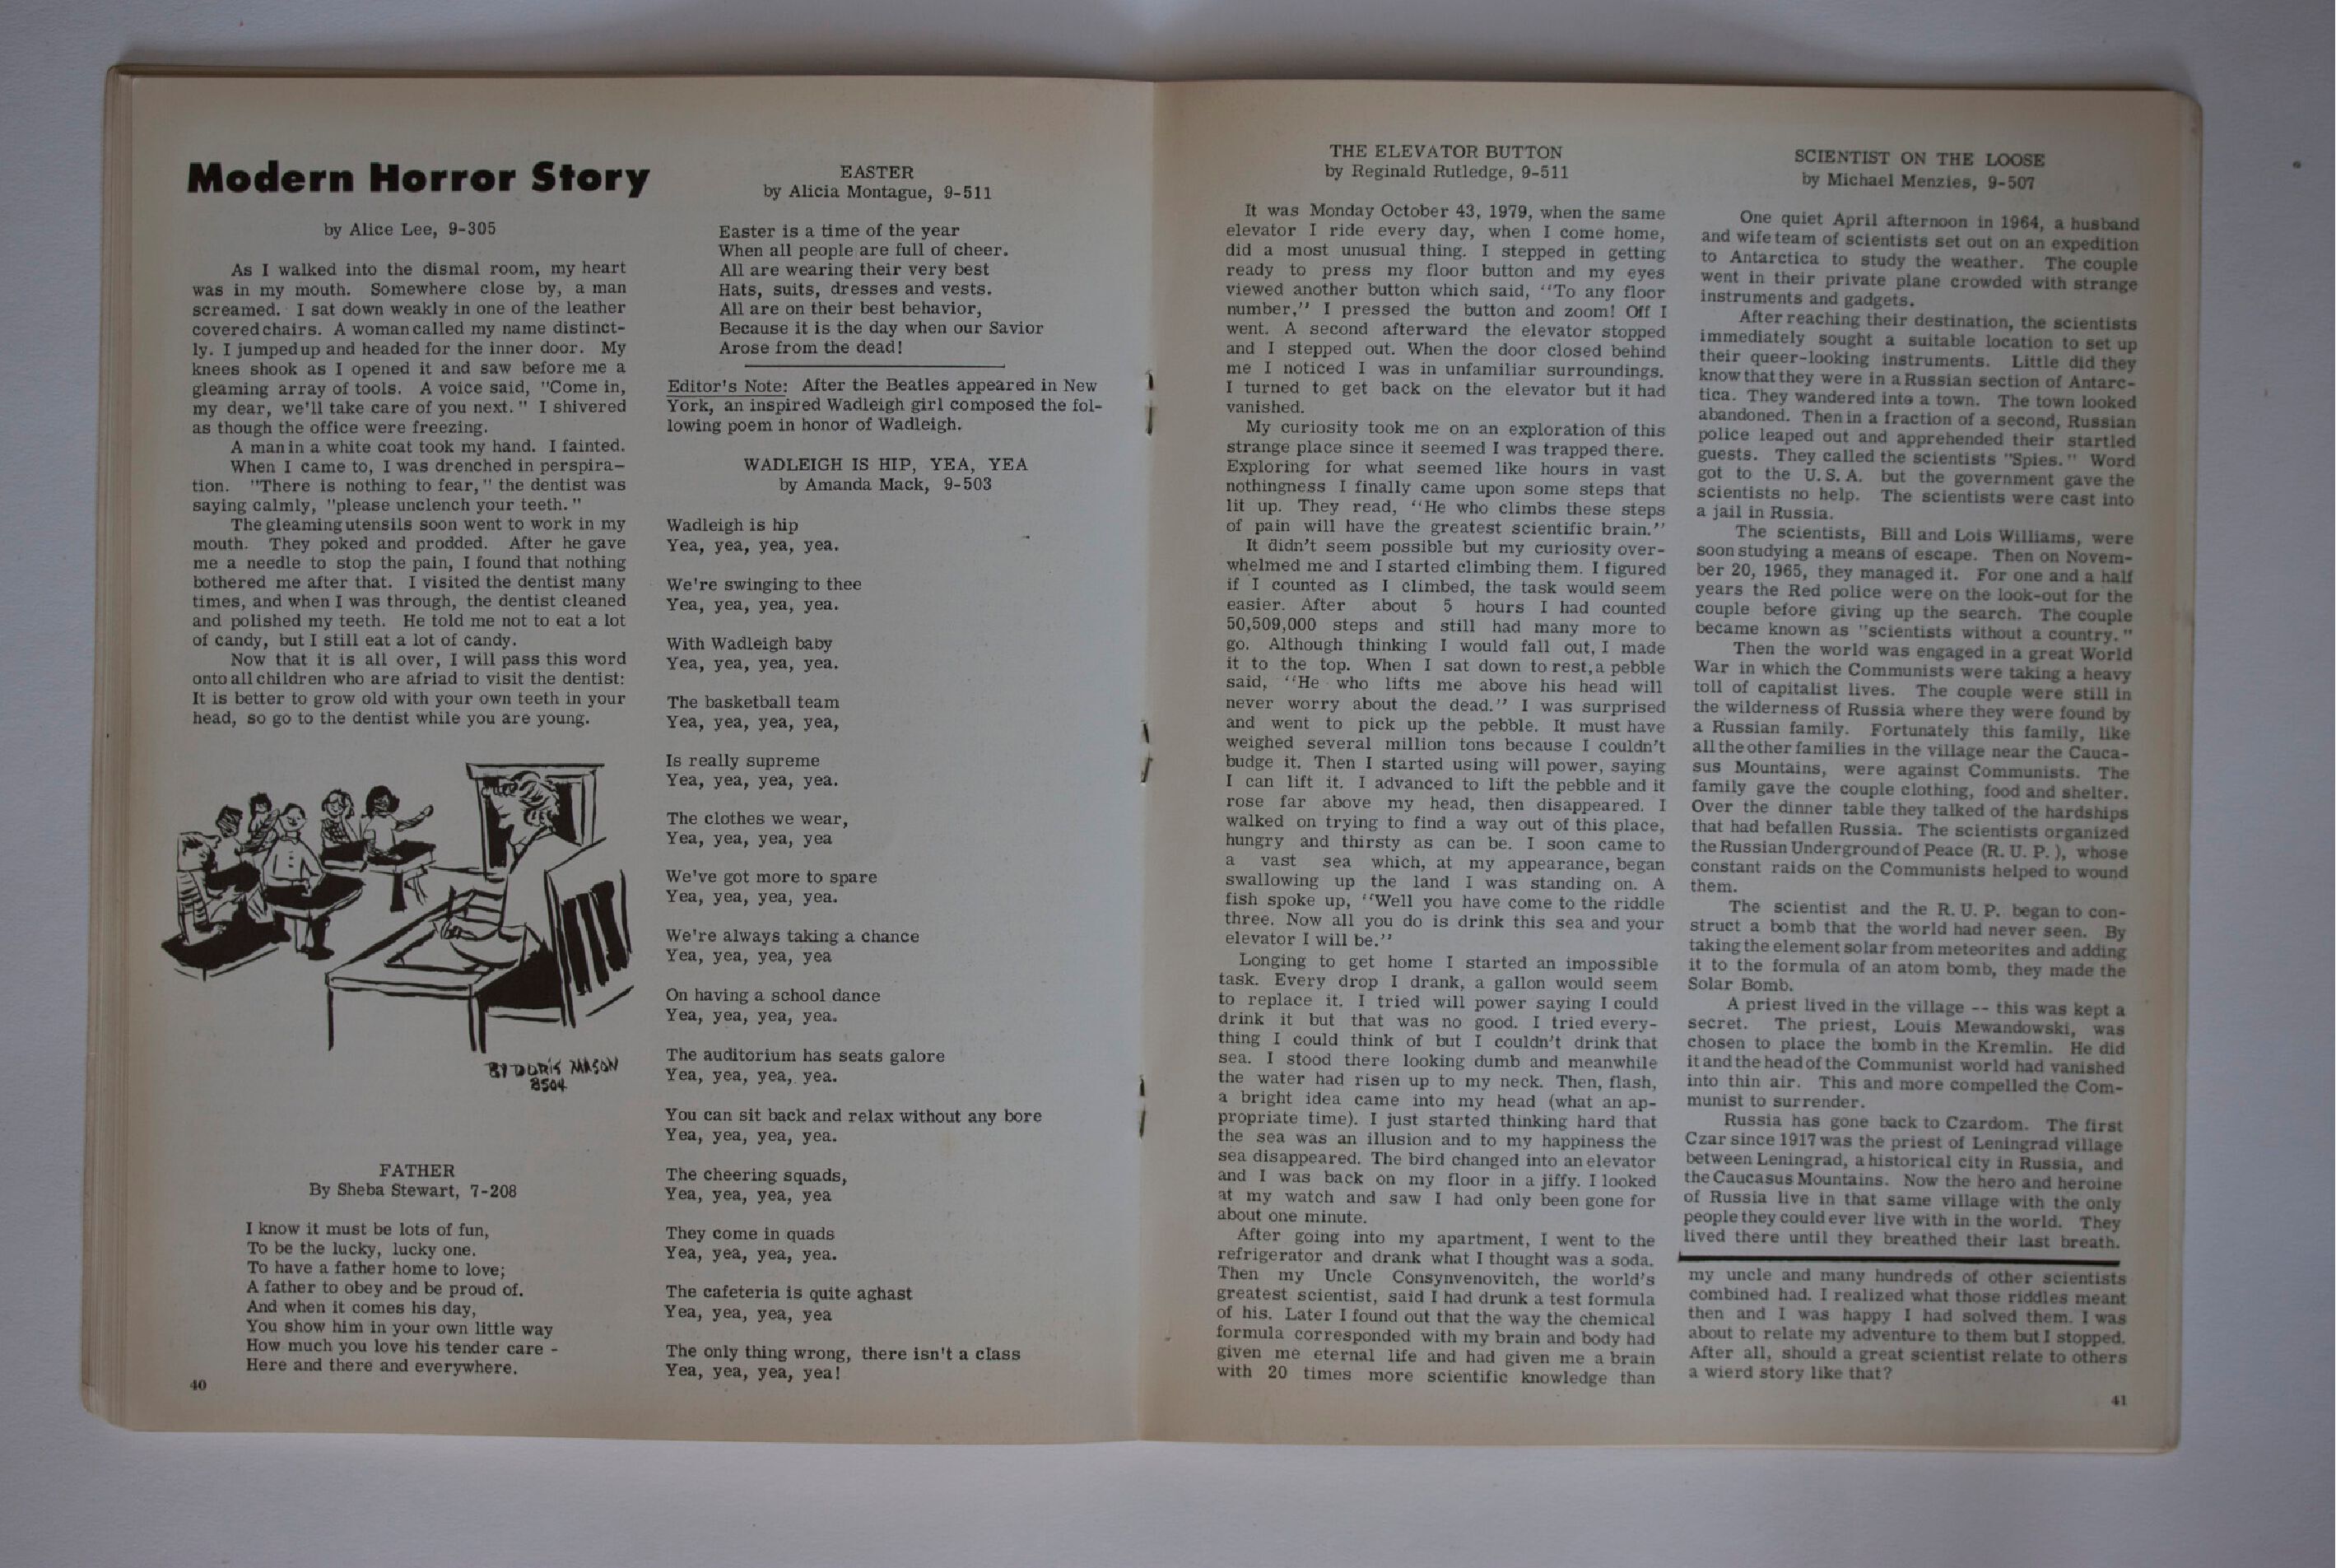 Modern Horror Story
by Alice Lee, 9-305
As I walked into the dismal room, my heart
was in my mouth. Somewhere close by, a man
screamed. I sat down weakly in one of the leather
covered chairs. A woman called my name distinct-
ly. I jumped up and headed for the inner door. My
knees shook as I opened it and saw before me a
gleaming array of tools. A voice said, "Come in,
my dear, we'll take care of you next." I shivered
as though the office were freezing.
A man in a white coat took my hand. I fainted.
When I came to, I was drenched in perspira-
tion. "There is nothing to fear," the dentist was
saying calmly, "please unclench your teeth."
The gleaming utensils soon went to work in my
mouth. They poked and prodded. After he gave
me a needle to stop the pain, I found that nothing
bothered me after that. I visited the dentist many
times, and when I was through, the dentist cleaned
and polished my teeth. He told me not to eat a lot
of candy, but I still eat a lot of candy.
Now that it is all over, I will pass this word
onto all children who are afriad to visit the dentist:
It is better to grow old with your own teeth in your
head, so go to the dentist while you are young.
BY DORIS MASON
8504
FATHER
By Sheba Stewart, 7-208
I know it must be lots of fun,
To be the lucky, lucky one.
To have a father home to love;
A father to obey and be proud of.
And when it comes his day,
You show him in your own little way
How much you love his tender care -
Here and there and everywhere.
40
EASTER
by Alicia Montague, 9-511
Easter is a time of the year
When all people are full of cheer.
All are wearing their very best
Hats, suits, dresses and vests.
All are on their best behavior,
Because it is the day when our Savior
Arose from the dead!
Editor's Note: After the Beatles appeared in New
York, an inspired Wadleigh girl composed the fol-
lowing poem in honor of Wadleigh.
WADLEIGH IS HIP, YEA, YEA
by Amanda Mack, 9-503
Wadleigh is hip
Yea, yea, yea, yea.
We're swinging to thee
Yea, yea, yea, yea.
With Wadleigh baby
Yea, yea, yea, yea.
The basketball team
Yea, yea, yea, yea,
Is really supreme
Yea, yea, yea, yea.
The clothes we wear,
Yea, yea, yea, yea
We've got more to spare
Yea, yea, yea, yea.
We're always taking a chance
Yea, yea, yea, yea
On having a school dance
Yea, yea, yea, yea.
The auditorium has seats galore
Yea, yea, yea, yea.
You can sit back and relax without any bore
Yea, yea, yea, yea.
The cheering squads,
Yea, yea, yea, yea
They come in quads
Yea, yea, yea, yea.
The cafeteria is quite aghast
Yea, yea, yea, yea
The only thing wrong, there isn't a class
Yea, yea, yea, yea!
THE ELEVATOR BUTTON
by Reginald Rutledge, 9-511
It was Monday October 43, 1979, when the same
elevator I ride every day, when I come home,
did a most unusual thing. I stepped in getting
ready to press my floor button and my eyes
viewed another button which said, "To any floor
number," I pressed the button and zoom! Off I
went. A second afterward the elevator stopped
and I stepped out. When the door closed behind
me I noticed I was in unfamiliar surroundings.
I turned to get back on the elevator but it had
vanished.
My curiosity took me on an exploration of this
strange place since it seemed I was trapped there.
Exploring for what seemed like hours in vast
nothingness I finally came upon some steps that
lit up. They read, "He who climbs these steps
of pain will have the greatest scientific brain."
It didn't seem possible but my curiosity over-
whelmed me and I started climbing them. I figured
if I counted as I climbed, the task would seem
easier. After about 5 hours I had counted
50,509,000 steps and still had many more to
go. Although thinking I would fall out, I made
it to the top. When I sat down to rest, a pebble
said, "He who lifts me above his head will
never worry about the dead." I was surprised
and went to pick up the pebble. It must have
weighed several million tons because I couldn't
budge it. Then I started using will power, saying
I can lift it. I advanced to lift the pebble and it
rose far above my head, then disappeared. I
walked on trying to find a way out of this place,
hungry and thirsty as can be. I soon came to
a vast sea which, at my appearance, began
swallowing up the land I was standing on. A
fish spoke up, "Well you have come to the riddle
three. Now all you do is drink this sea and your
elevator I will be."
Longing to get home I started an impossible
task. Every drop I drank, a gallon would seem
to replace it. I tried will power saying I could
drink it but that was no good. I tried every-
thing I could think of but I couldn't drink that
sea. I stood there looking dumb and meanwhile
the water had risen up to my neck. Then, flash,
a bright idea came into my head (what an ap-
propriate time). I just started thinking hard that
the sea was an illusion and to my happiness the
sea disappeared. The bird changed into an elevator
and I was back on my floor in a jiffy. I looked
at my watch and saw I had only been gone for
about one minute.
After going into my apartment, I went to the
refrigerator and drank what I thought was a soda.
Then my Uncle Consynvenovitch, the world's
greatest scientist, said I had drunk a test formula
of his. Later I found out that the way the chemical
formula corresponded with my brain and body had
given me eternal life and had given me a brain
with 20 times more scientific knowledge than
SCIENTIST ON THE LOOSE
by Michael Menzies, 9-507
One quiet April afternoon in 1964, a husband
and wife team of scientists set out on an expedition
to Antarctica to study the weather. The couple
went in their private plane crowded with strange
instruments and gadgets.
After reaching their destination, the scientists
immediately sought a suitable location to set up
their queer-looking instruments. Little did they
know that they were in a Russian section of Antarc-
tica. They wandered into a town. The town looked
abandoned. Then in a fraction of a second, Russian
police leaped out and apprehended their startled
guests. They called the scientists "Spies." Word
got to the U.S.A. but the government gave the
scientists no help. The scientists were cast into
a jail in Russia.
The scientists, Bill and Lois Williams, were
soon studying a means of escape. Then on Novem-
ber 20, 1965, they managed it. For one and a half
years the Red police were on the look-out for the
couple before giving up the search. The couple
became known as "scientists without a country."
Then the world was engaged in a great World
War in which the Communists were taking a heavy
toll of capitalist lives. The couple were still in
the wilderness of Russia where they were found by
a Russian family. Fortunately this family, like
all the other families in the village near the Cauca-
sus Mountains, were against Communists. The
family gave the couple clothing, food and shelter.
Over the dinner table they talked of the hardships
that had befallen Russia. The scientists organized
the Russian Underground of Peace (R.U.P.), whose
constant raids on the Communists helped to wound
them.
The scientist and the R.U.P. began to con-
struct a bomb that the world had never seen. By
taking the element solar from meteorites and adding
it to the formula of an atom bomb, they made the
Solar Bomb.
A priest lived in the village -- this was kept a
secret. The priest, Louis Mewandowski, was
chosen to place the bomb in the Kremlin. He did
it and the head of the Communist world had vanished
into thin air. This and more compelled the Com-
munist to surrender.
Russia has gone back to Czardom. The first
Czar since 1917 was the priest of Leningrad village
between Leningrad, a historical city in Russia, and
the Caucasus Mountains. Now the hero and heroine
of Russia live in that same village with the only
people they could ever live with in the world. They
lived there until they breathed their last breath.
my uncle and many hundreds of other scientists
combined had. I realized what those riddles meant
then and I was happy I had solved them. I was
about to relate my adventure to them but I stopped.
After all, should a great scientist relate to others
a wierd story like that?
41